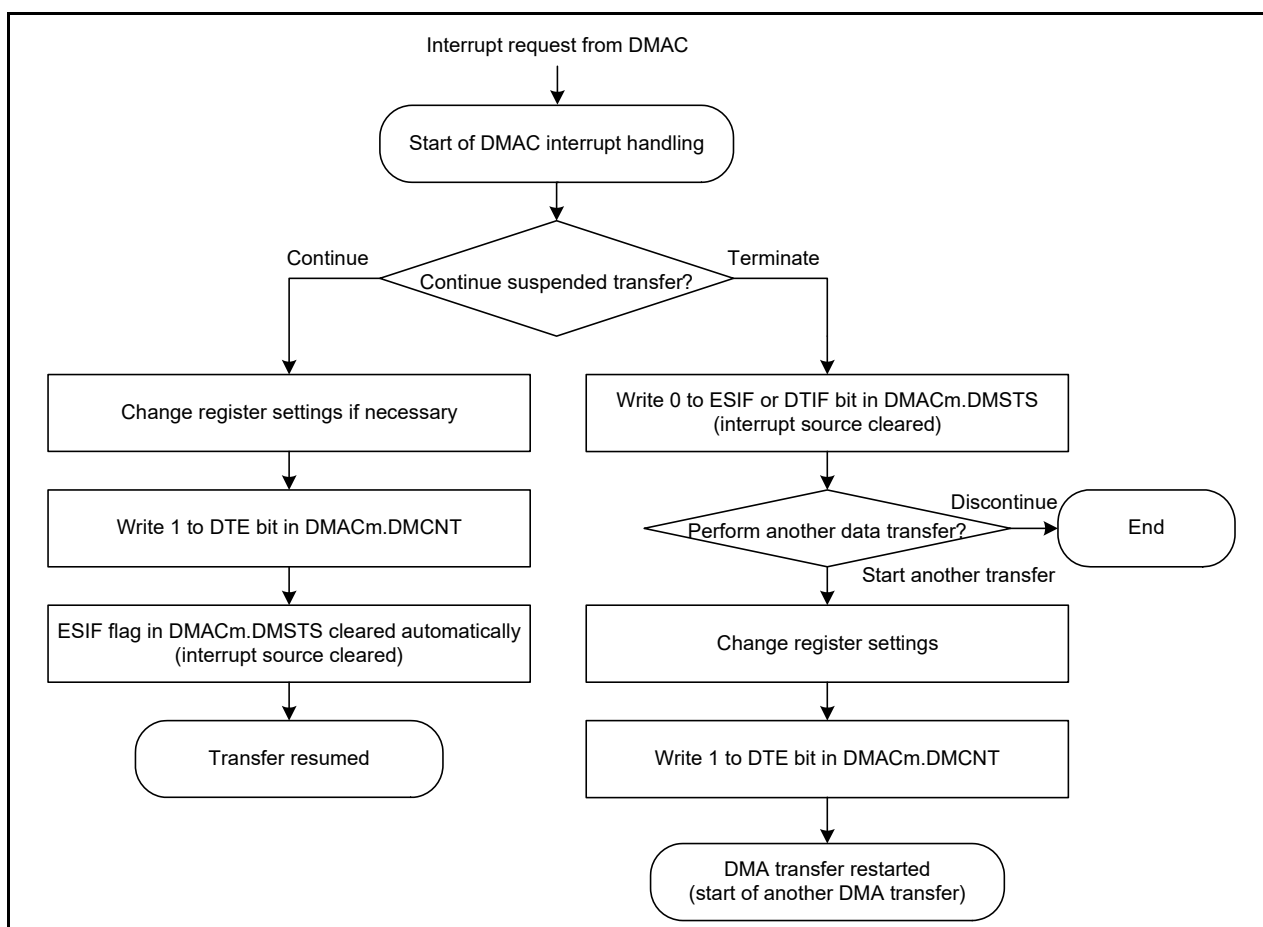 Interrupt request from DMAC
Start of DMAC interrupt handling
Continue
Terminate
Continue suspended transfer?
Change register settings if necessary
Write 1 to DTE bit in DMACm.DMCNT
ESIF flag in DMACm.DMSTS cleared automatically
(interrupt source cleared)
Transfer resumed
Write 0 to ESIF or DTIF bit in DMACm.DMSTS
(interrupt source cleared)
Discontinue
Perform another data transfer?
End
Start another transfer
Change register settings
Write 1 to DTE bit in DMACm.DMCNT
DMA transfer restarted
(start of another DMA transfer)